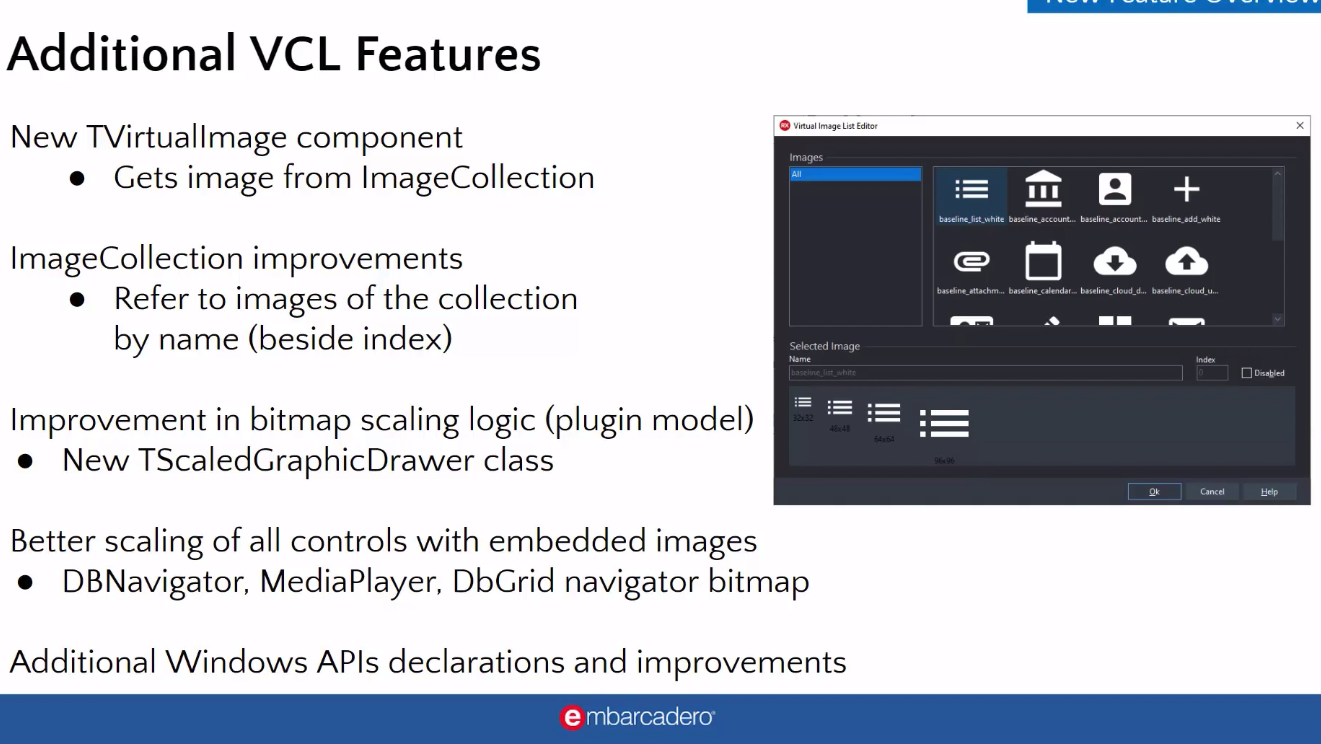 New Feature Overview
Additional VCL Features
New TVirtualImage component
● Gets image from ImageCollection
ImageCollection improvements
● Refer to images of the collection
by name (beside index)
Improvement in bitmap scaling logic (plugin model)
● New TScaledGraphicDrawer class
Better scaling of all controls with embedded images
● DBNavigator, MediaPlayer, DbGrid navigator bitmap
Additional Windows APIs declarations and improvements
RX Virtual Image List Editor
Images
All
baseline_list_white baseline_account... baseline_account... baseline_add_white
baseline_attachm... baseline_calendar... baseline_cloud_d... baseline_cloud_u...
Selected Image
Name
Index
baseline_list_white
0
Disabled
32x32
48x48
64x64
96x96
Ok Cancel Help
embarcadero®